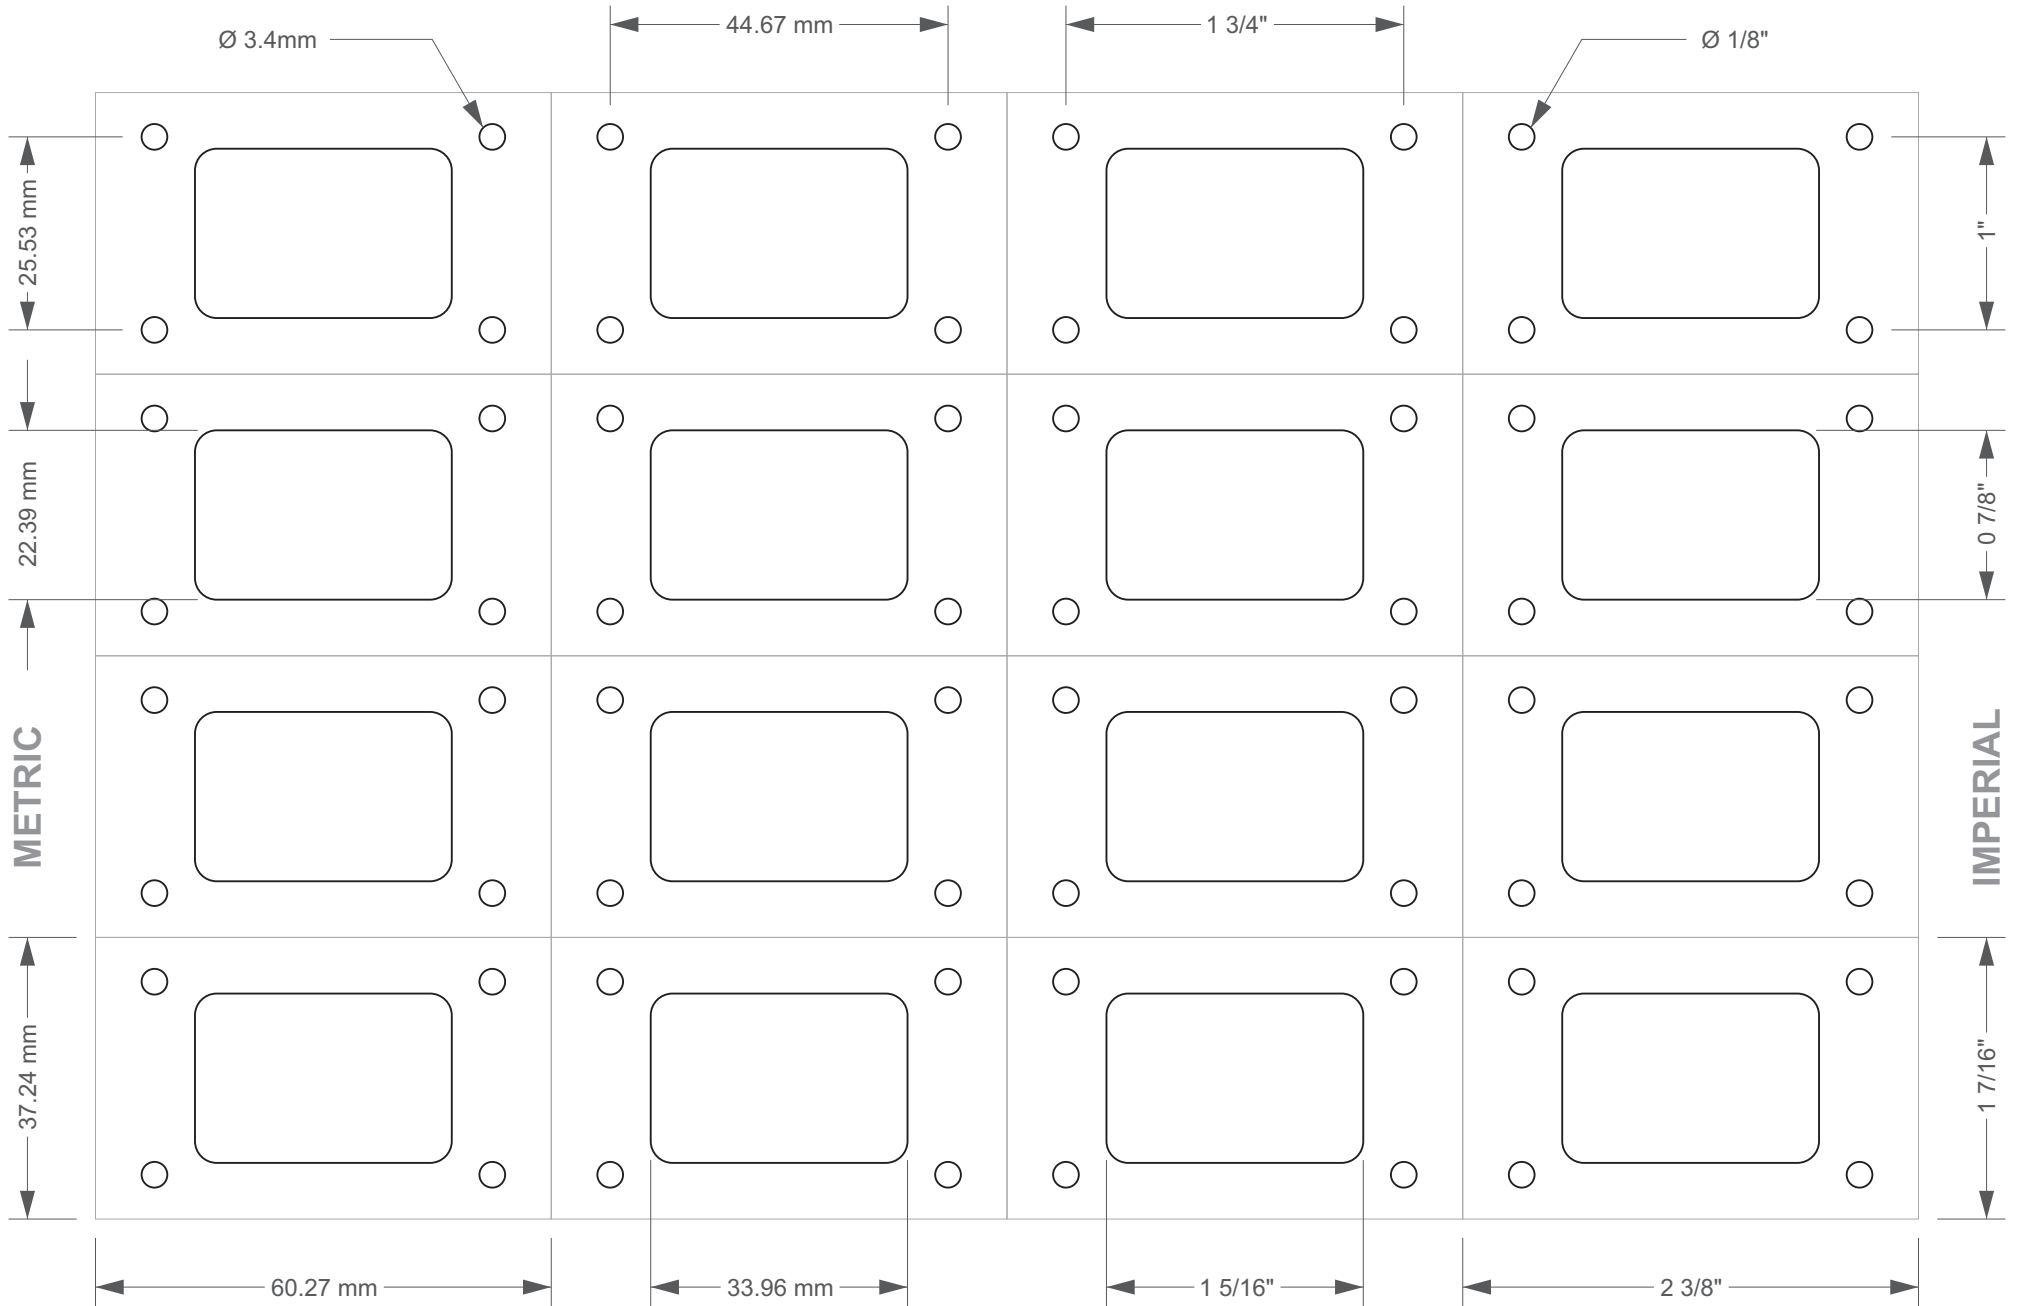 44.67 mm
1 3/4"
Ø 3.4mm
Ø 1/8"
25.53 mm
1"
22.39 mm
0 7/8"
METRIC
IMPERIAL
37.24 mm
1 7/16"
60.27 mm
33.96 mm
1 5/16"
2 3/8"